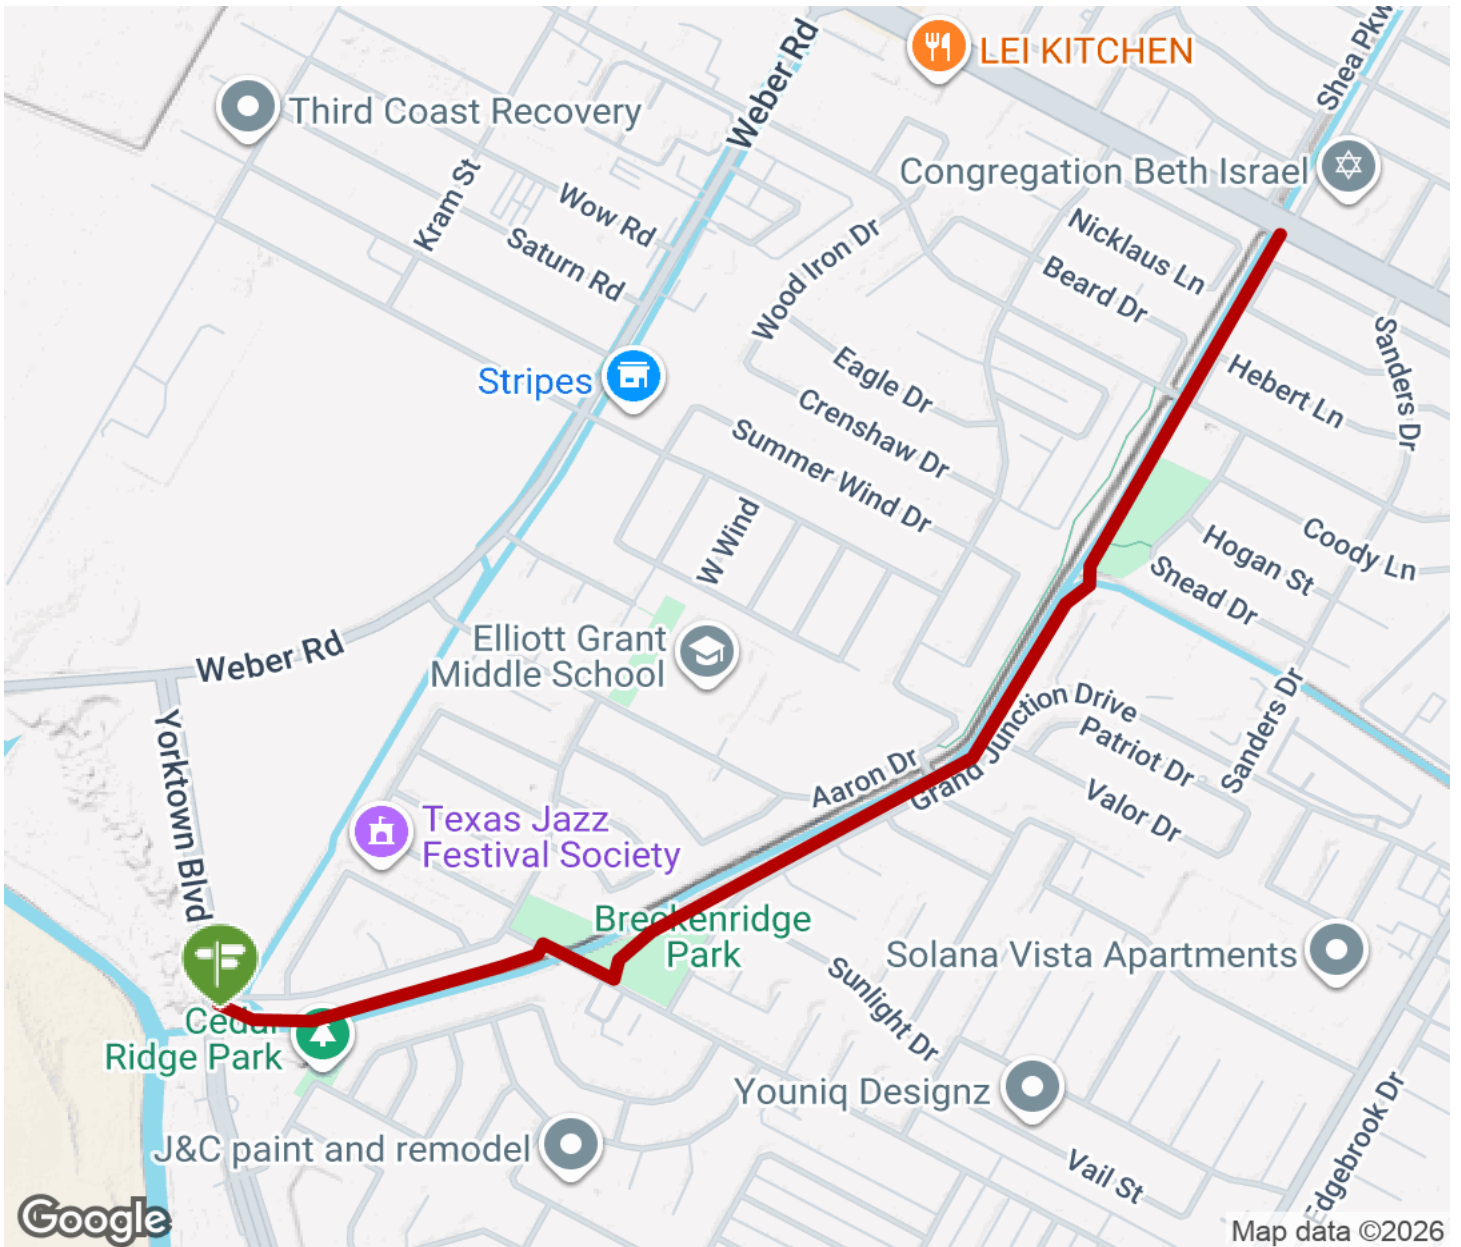 LEI KITCHEN
Shea Pkw
Weber Rd
Third Coast Recovery
Congregation Beth Israel
Kram St
Wow Rd
Saturn Rd
Wood Iron Dr
Nicklaus Ln
Beard Dr
Stripes
Eagle Dr
Crenshaw Dr
Summer Wind Dr
Hebert Ln
Sanders Dr
W Wind
Coody Ln
Hogan St
Snead Dr
Elliott Grant
Middle School
Weber Rd
Yorktown Blvd
Grand Junction Drive
Patriot Dr
Sanders Dr
Aaron Dr
Valor Dr
Texas Jazz
Festival Society
Breckenridge
Park
Solana Vista Apartments
Sunlight Dr
Cedar
Ridge Park
Youniq Designz
J&C paint and remodel
Vail St
Edgebrook Dr
Google
Map data ©2026